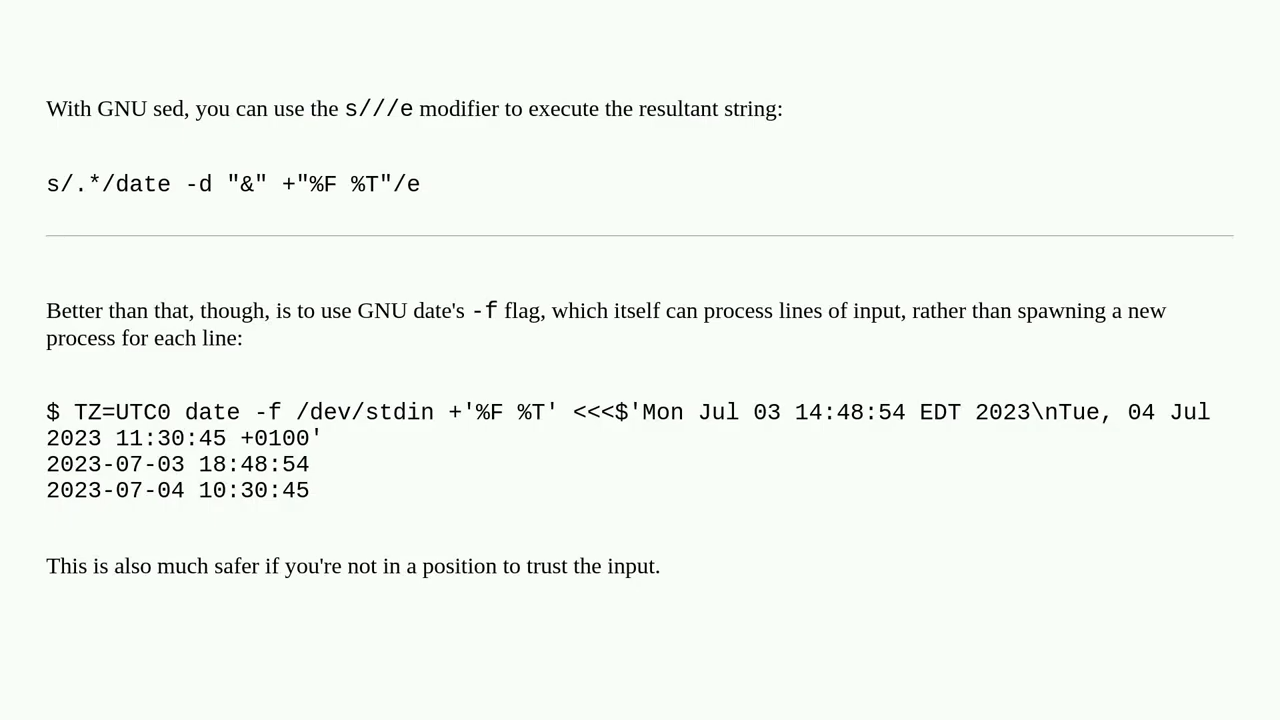 With GNU sed, you can use the s///e modifier to execute the resultant string:
s/.*/date -d "&" +"%F %T"/e
Better than that, though, is to use GNU date's -f flag, which itself can process lines of input, rather than spawning a new
process for each line:
$ TZ=UTC0 date -f /dev/stdin +'%F %T' <<<$'Mon Jul 03 14:48:54 EDT 2023\nTue, 04 Jul
2023 11:30:45 +0100'
2023-07-03 18:48:54
2023-07-04 10:30:45
This is also much safer if you're not in a position to trust the input.